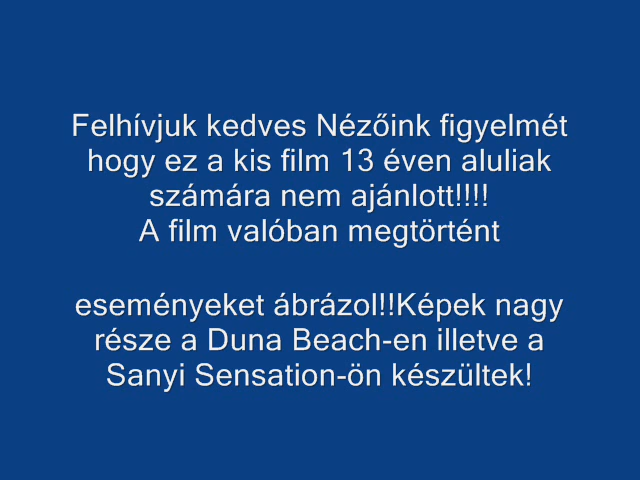 Felhívjuk kedves Nézőink figyelmét
hogy ez a kis film 13 éven aluliak
számára nem ajánlott!!!!
A film valóban megtörtént
eseményeket ábrázol!!Képek nagy
része a Duna Beach-en illetve a
Sanyi Sensation-ön készültek!